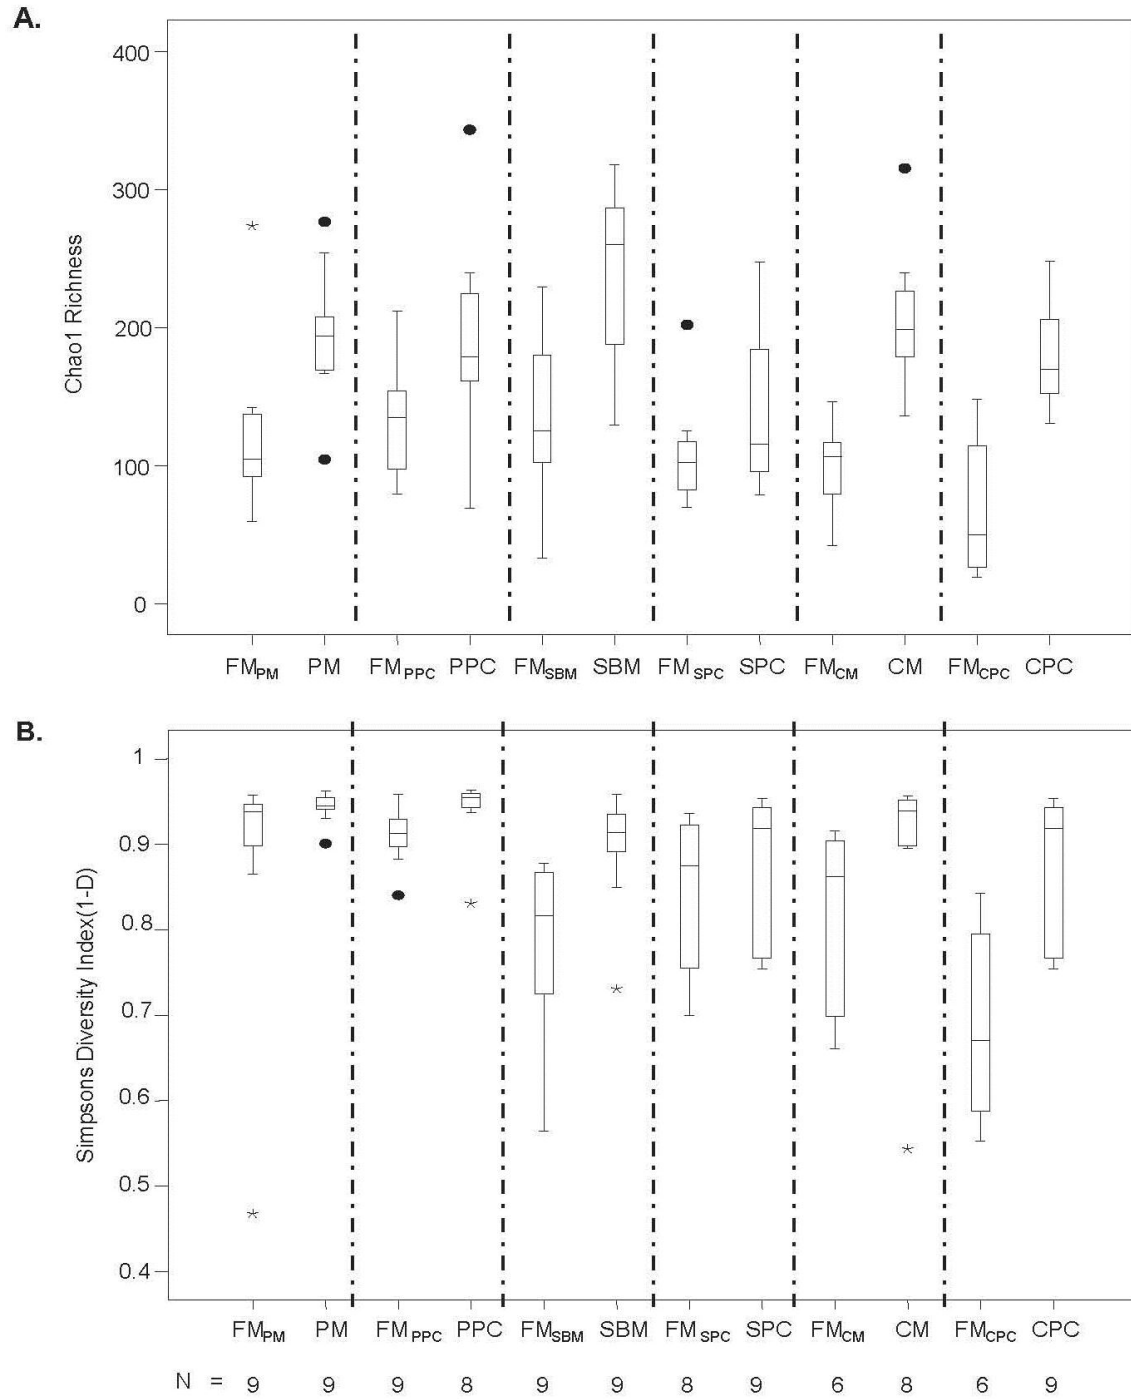 A.
400
300
200
100
0
Chao1 Richness
FMPM PM FMPPC PPC FMSBM SBM FMSPC SPC FMCM CM FMCPC CPC
B.
1
0.9
0.8
0.7
0.6
0.5
0.4
Simpsons Diversity Index(1-D)
FMPM PM FMPPC PPC FMSBM SBM FMSPC SPC FMCM CM FMCPC CPC
N = 9 9 9 8 9 9 8 9 6 8 6 9